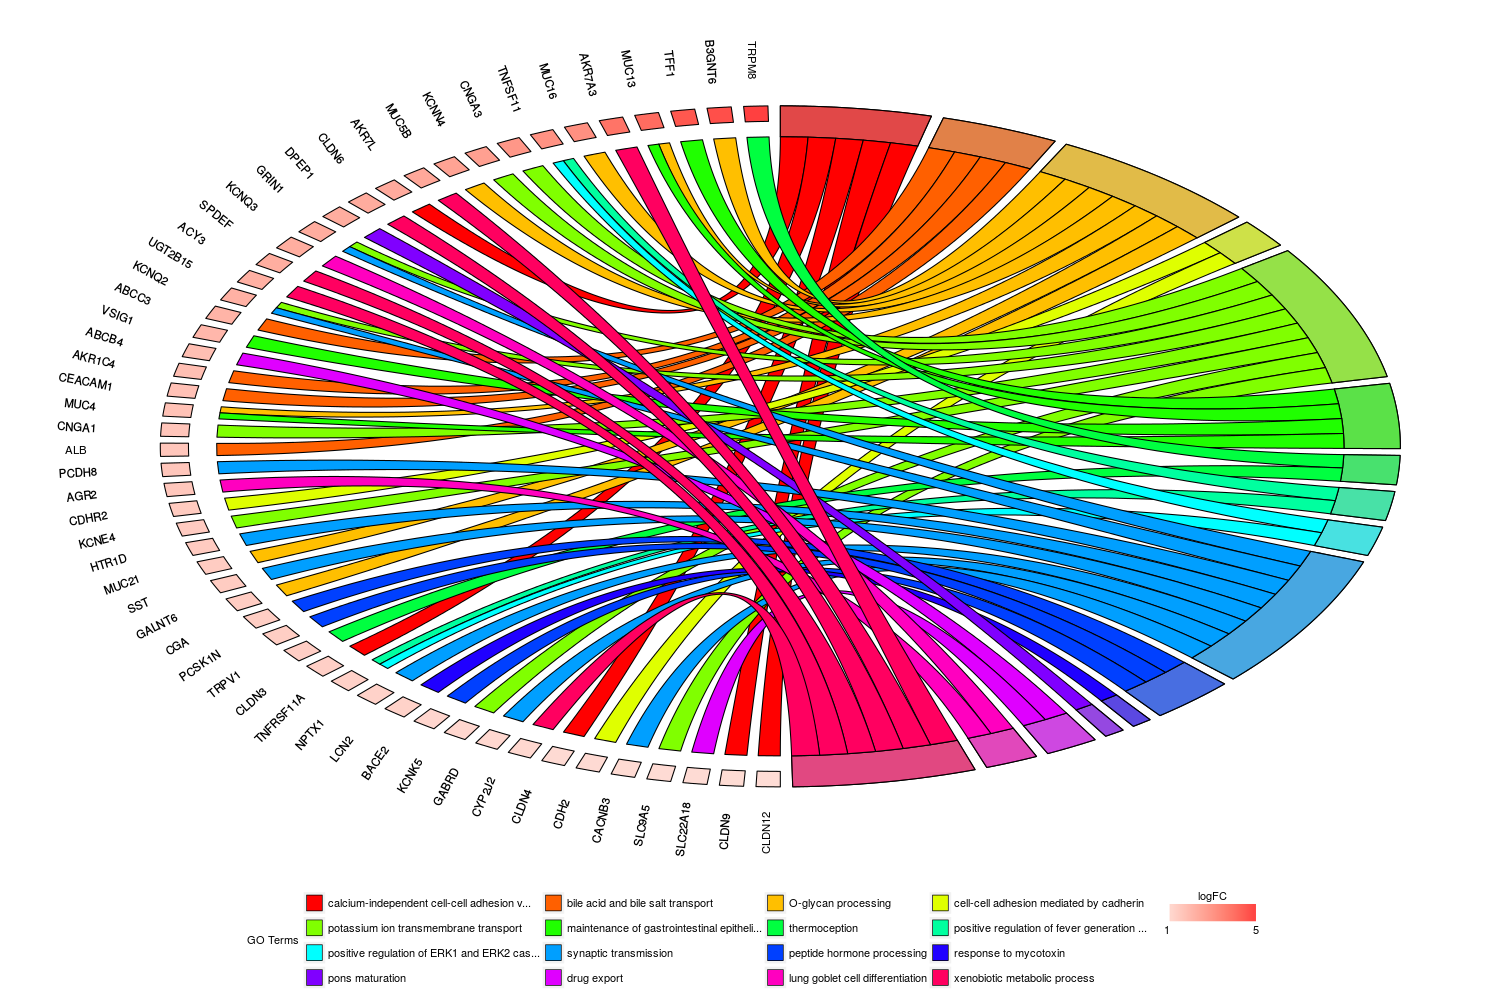 TRPM8
B3GNT6
TFF1
MUC13
AKR7A3
MUC16
TNFSF11
CNGA3
KCNN4
MUC5B
AKR7L
CLDN6
DPEP1
GRIN1
KCNQ3
SPDEF
ACY3
UGT2B15
KCNQ2
ABCC3
VSIG1
ABCB4
AKR1C4
CEACAM1
MUC4
CNGA1
ALB
PCDH8
AGR2
CDHR2
KCNE4
HTR1D
MUC21
SST
GALNT6
CGA
PCSK1N
TRPV1
CLDN3
TNFRSF11A
NPTX1
LCN2
BACE2
KCNK5
GABRD
CYP2J2
CLDN4
CDH2
CACNB3
SLC9A5
SLC22A18
CLDN9
CLDN12
GO Terms
calcium-independent cell-cell adhesion v...
bile acid and bile salt transport
O-glycan processing
cell-cell adhesion mediated by cadherin
potassium ion transmembrane transport
maintenance of gastrointestinal epitheli...
thermoception
positive regulation of fever generation ...
positive regulation of ERK1 and ERK2 cas...
synaptic transmission
peptide hormone processing
response to mycotoxin
pons maturation
drug export
lung goblet cell differentiation
xenobiotic metabolic process
logFC
1 5